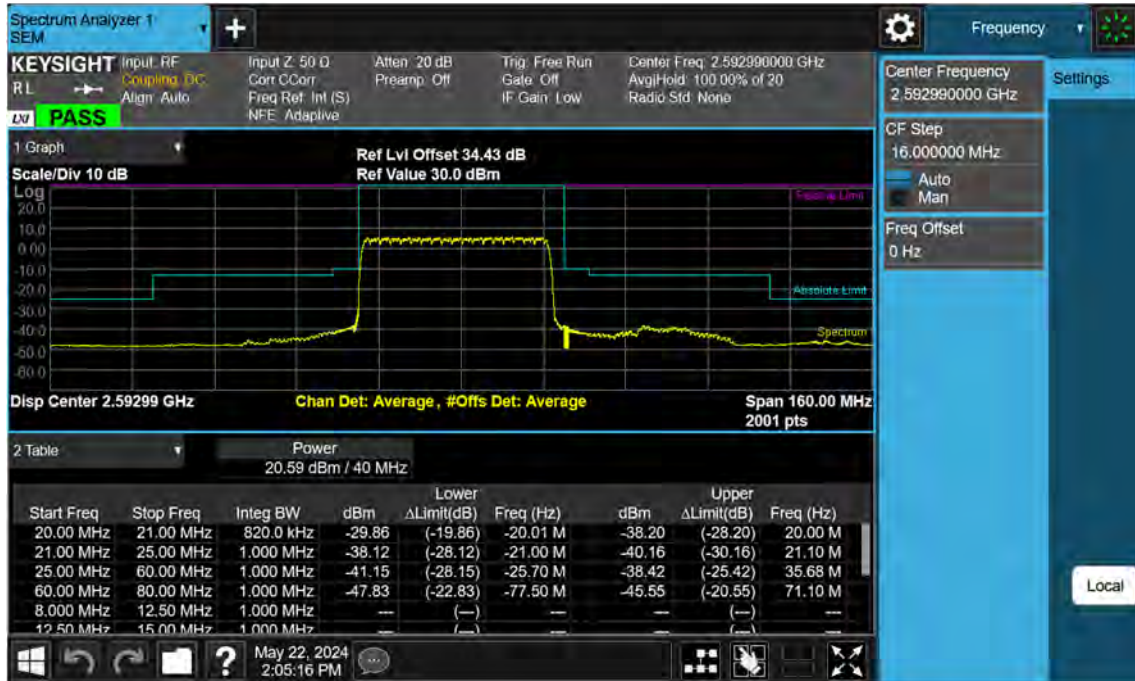 Spectrum Analyzer 1
SEM
+
Frequency
KEYSIGHT
Input: RF
Coupling: DC
Align: Auto
Input Z: 50 Ω
Corr CCorr
Freq Ref: Int (S)
NFE: Adaptive
Atten: 20 dB
Preamp: Off
Trig: Free Run
Gate: Off
IF Gain: Low
Center Freq: 2.592990000 GHz
Avg|Hold: 100.00% of 20
Radio Std: None
RL
LXI
PASS
Center Frequency
2.592990000 GHz
Settings
CF Step
16.000000 MHz
Auto
Man
Freq Offset
0 Hz
1 Graph
Scale/Div 10 dB
Ref Lvl Offset 34.43 dB
Ref Value 30.0 dBm
Log
20.0
10.0
0.00
-10.0
-20.0
-30.0
-40.0
-50.0
-60.0
Absolute Limit
Spectrum
Disp Center 2.59299 GHz
Chan Det: Average, #Offs Det: Average
Span 160.00 MHz
2001 pts
2 Table
Power
20.59 dBm / 40 MHz
Lower Upper
Start Freq Stop Freq Integ BW dBm ΔLimit(dB) Freq (Hz) dBm ΔLimit(dB) Freq (Hz)
20.00 MHz 21.00 MHz 820.0 kHz -29.86 (-19.86) -20.01 M -38.20 (-28.20) 20.00 M
21.00 MHz 25.00 MHz 1.000 MHz -38.12 (-28.12) -21.00 M -40.16 (-30.16) 21.10 M
25.00 MHz 60.00 MHz 1.000 MHz -41.15 (-28.15) -25.70 M -38.42 (-25.42) 35.68 M
60.00 MHz 80.00 MHz 1.000 MHz -47.83 (-22.83) -77.50 M -45.55 (-20.55) 71.10 M
8.000 MHz 12.50 MHz 1.000 MHz --- (---) --- --- (---) ---
12.50 MHz 15.00 MHz 1.000 MHz --- (---) --- --- (---) ---
Local
?
May 22, 2024
2:05:16 PM